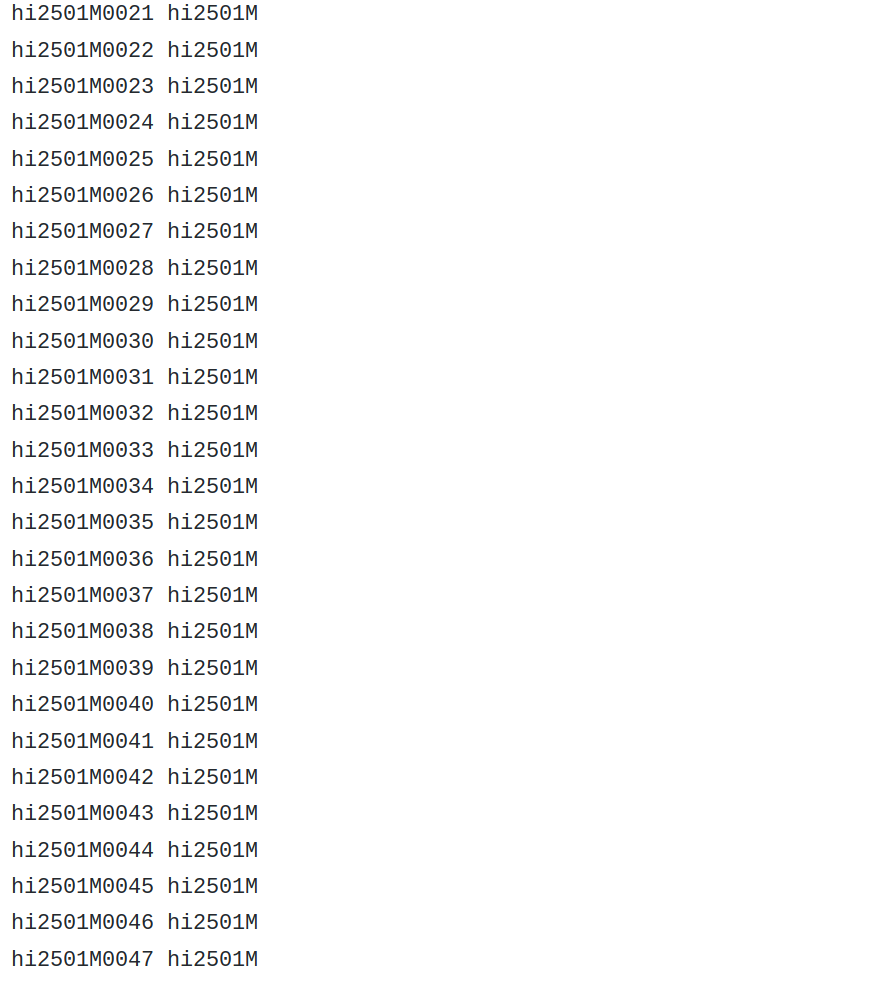 hi2501M0021 hi2501M
hi2501M0022 hi2501M
hi2501M0023 hi2501M
hi2501M0024 hi2501M
hi2501M0025 hi2501M
hi2501M0026 hi2501M
hi2501M0027 hi2501M
hi2501M0028 hi2501M
hi2501M0029 hi2501M
hi2501M0030 hi2501M
hi2501M0031 hi2501M
hi2501M0032 hi2501M
hi2501M0033 hi2501M
hi2501M0034 hi2501M
hi2501M0035 hi2501M
hi2501M0036 hi2501M
hi2501M0037 hi2501M
hi2501M0038 hi2501M
hi2501M0039 hi2501M
hi2501M0040 hi2501M
hi2501M0041 hi2501M
hi2501M0042 hi2501M
hi2501M0043 hi2501M
hi2501M0044 hi2501M
hi2501M0045 hi2501M
hi2501M0046 hi2501M
hi2501M0047 hi2501M